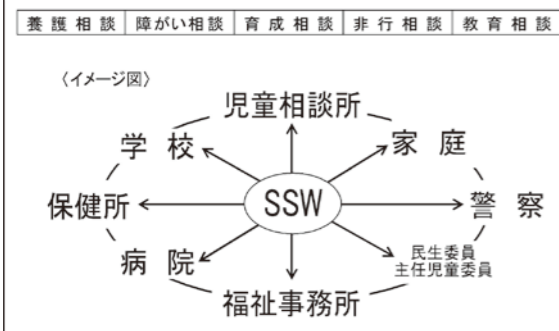 養護相談 障がい相談 育成相談 非行相談 教育相談
〈イメージ図〉
児童相談所
学校
家庭
保健所
SSW
警察
病院
民生委員
主任児童委員
福祉事務所